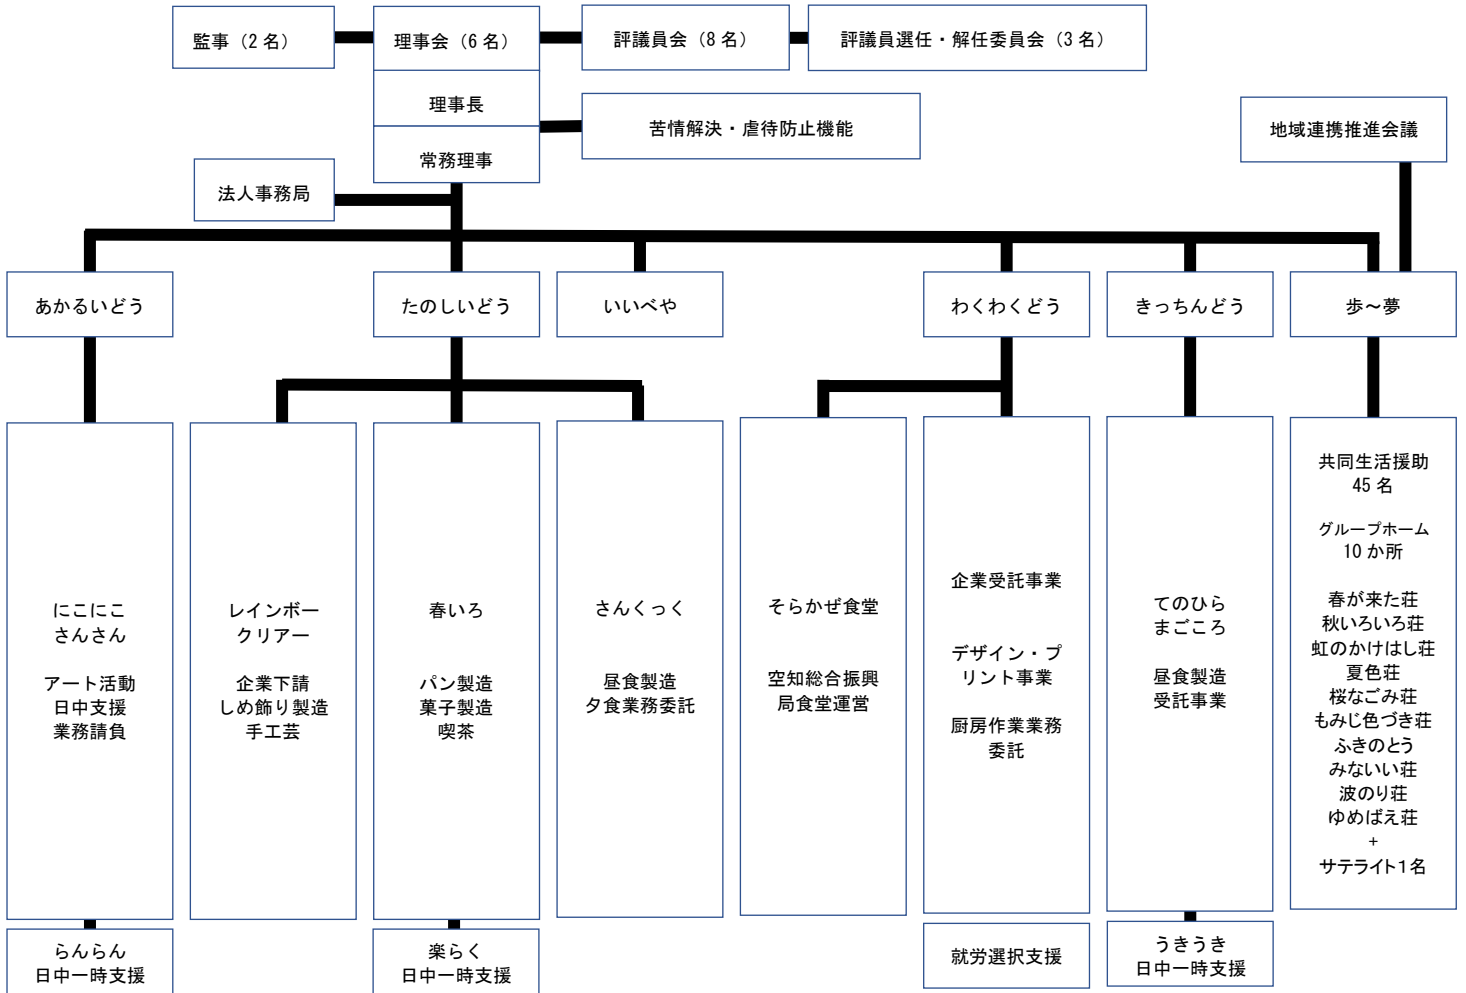 監事（2 名）
理事会（6 名）
評議員会（8 名）
評議員選任・解任委員会（3 名）
理事長
常務理事
苦情解決・虐待防止機能
地域連携推進会議
法人事務局
あかるいどう
たのしいどう
いいべや
わくわくどう
きっちんどう
歩～夢
にこにこ
さんさん
アート活動
日中支援
業務請負
レインボー
クリアー
企業下請
しめ飾り製造
手工芸
春いろ
パン製造
菓子製造
喫茶
さんくっく
昼食製造
夕食業務委託
そらかぜ食堂
空知総合振興
局食堂運営
企業受託事業
デザイン・プ
リント事業
厨房作業業務
委託
てのひら
まごころ
昼食製造
受託事業
共同生活援助
45 名
グループホーム
10 か所
春が来た荘
秋いろいろ荘
虹のかけはし荘
夏色荘
桜なごみ荘
もみじ色づき荘
ふきのとう
みないい荘
波のり荘
ゆめばえ荘
+
サテライト１名
らんらん
日中一時支援
楽らく
日中一時支援
就労選択支援
うきうき
日中一時支援